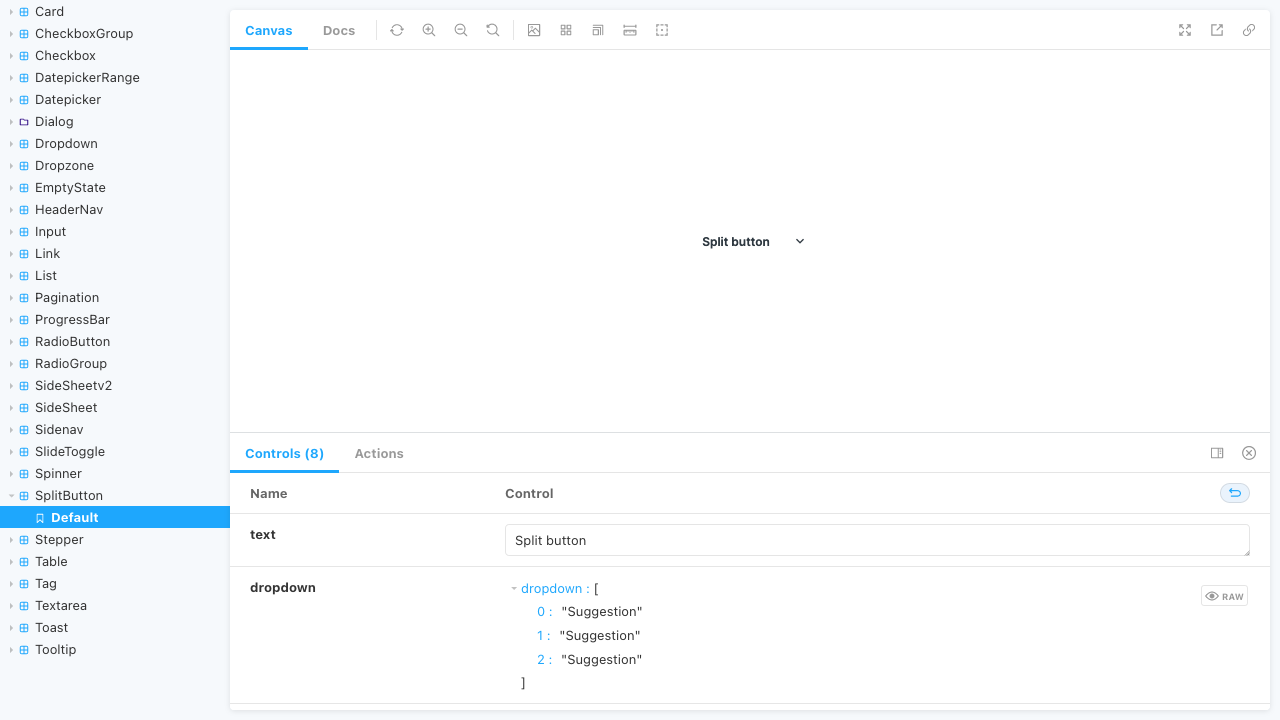 Card
CheckboxGroup
Checkbox
DatepickerRange
Datepicker
Dialog
Dropdown
Dropzone
EmptyState
HeaderNav
Input
Link
List
Pagination
ProgressBar
RadioButton
RadioGroup
SideSheetv2
SideSheet
Sidenav
SlideToggle
Spinner
SplitButton
Default
Stepper
Table
Tag
Textarea
Toast
Tooltip
Canvas Docs
Split button
Controls (8) Actions
Name Control
text Split button
dropdown dropdown : [
RAW
0 : "Suggestion"
1 : "Suggestion"
2 : "Suggestion"
]